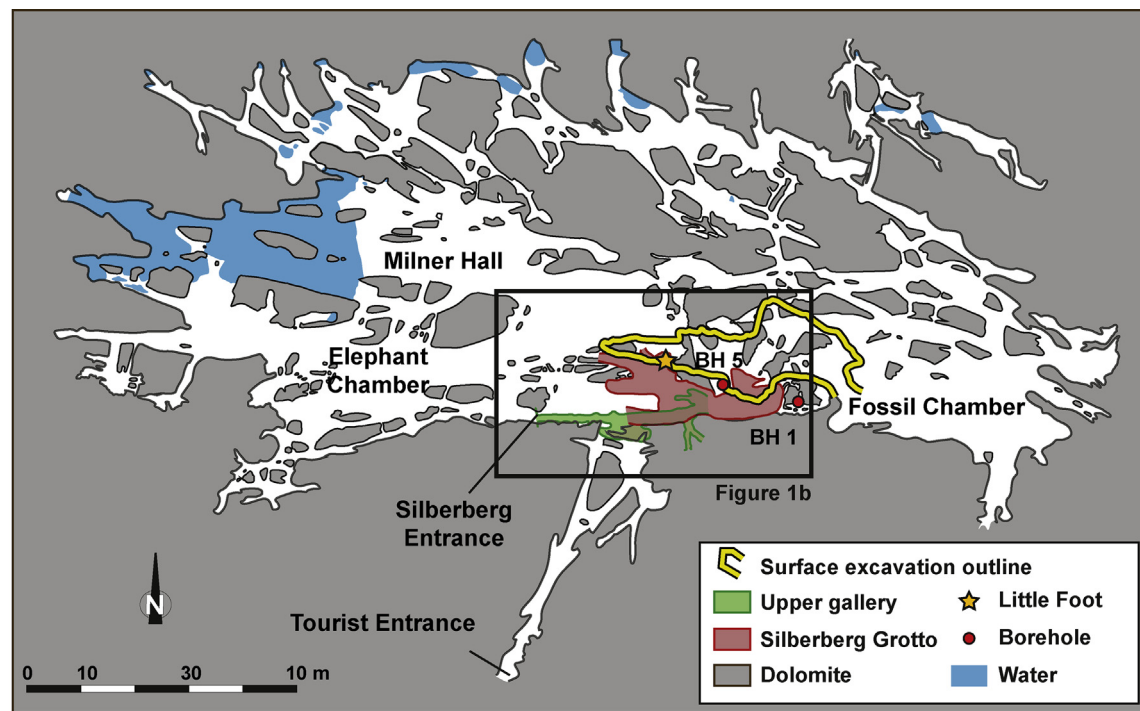 Milner Hall
Elephant
Chamber
BH 5
Fossil Chamber
BH 1
Figure 1b
Silberberg
Entrance
Tourist Entrance
N
0 10 20 10 m
Surface excavation outline
Upper gallery
Little Foot
Silberberg Grotto
Borehole
Dolomite
Water